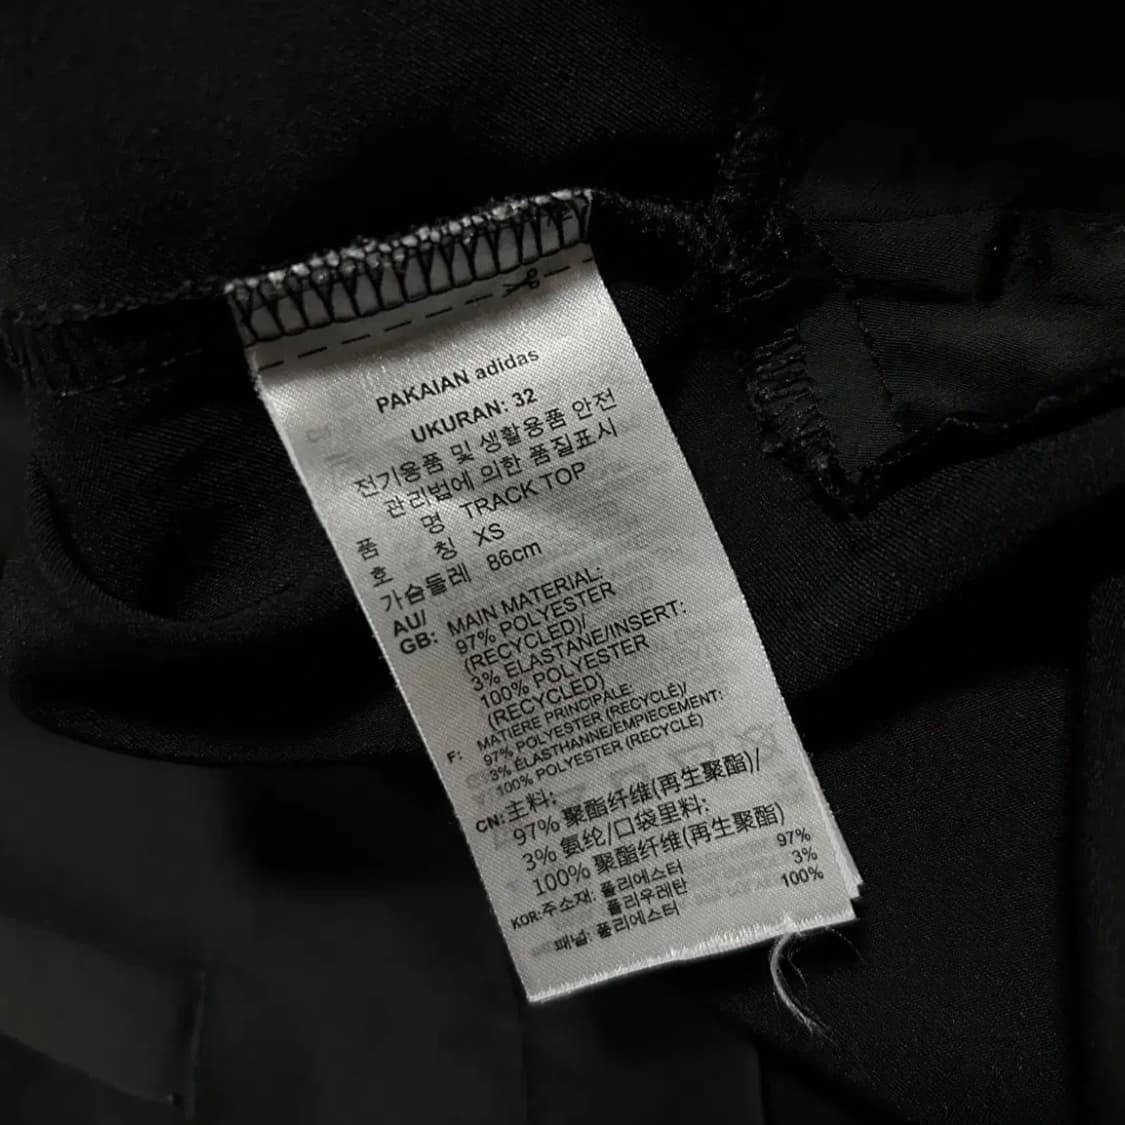 PAKAIAN adidas
UKURAN: 32
전기용품 및 생활용품 안전
관리법에 의한 품질표시
품 명 TRACK TOP
호 칭 XS
가슴둘레 86cm
AU/
GB: MAIN MATERIAL:
97% POLYESTER
(RECYCLED)/
3% ELASTANE/INSERT:
100% POLYESTER
(RECYCLED)
F: MATIÈRE PRINCIPALE:
97% POLYESTER (RECYCLÉ)/
3% ÉLASTHANNE/EMPIECEMENT:
100% POLYESTER (RECYCLÉ)
CN: 主料:
97% 聚酯纤维(再生聚酯)/
3% 氨纶/口袋里料:
100% 聚酯纤维(再生聚酯)
KOR: 주소재: 폴리에스터 97%
폴리우레탄 3%
패널: 폴리에스터 100%